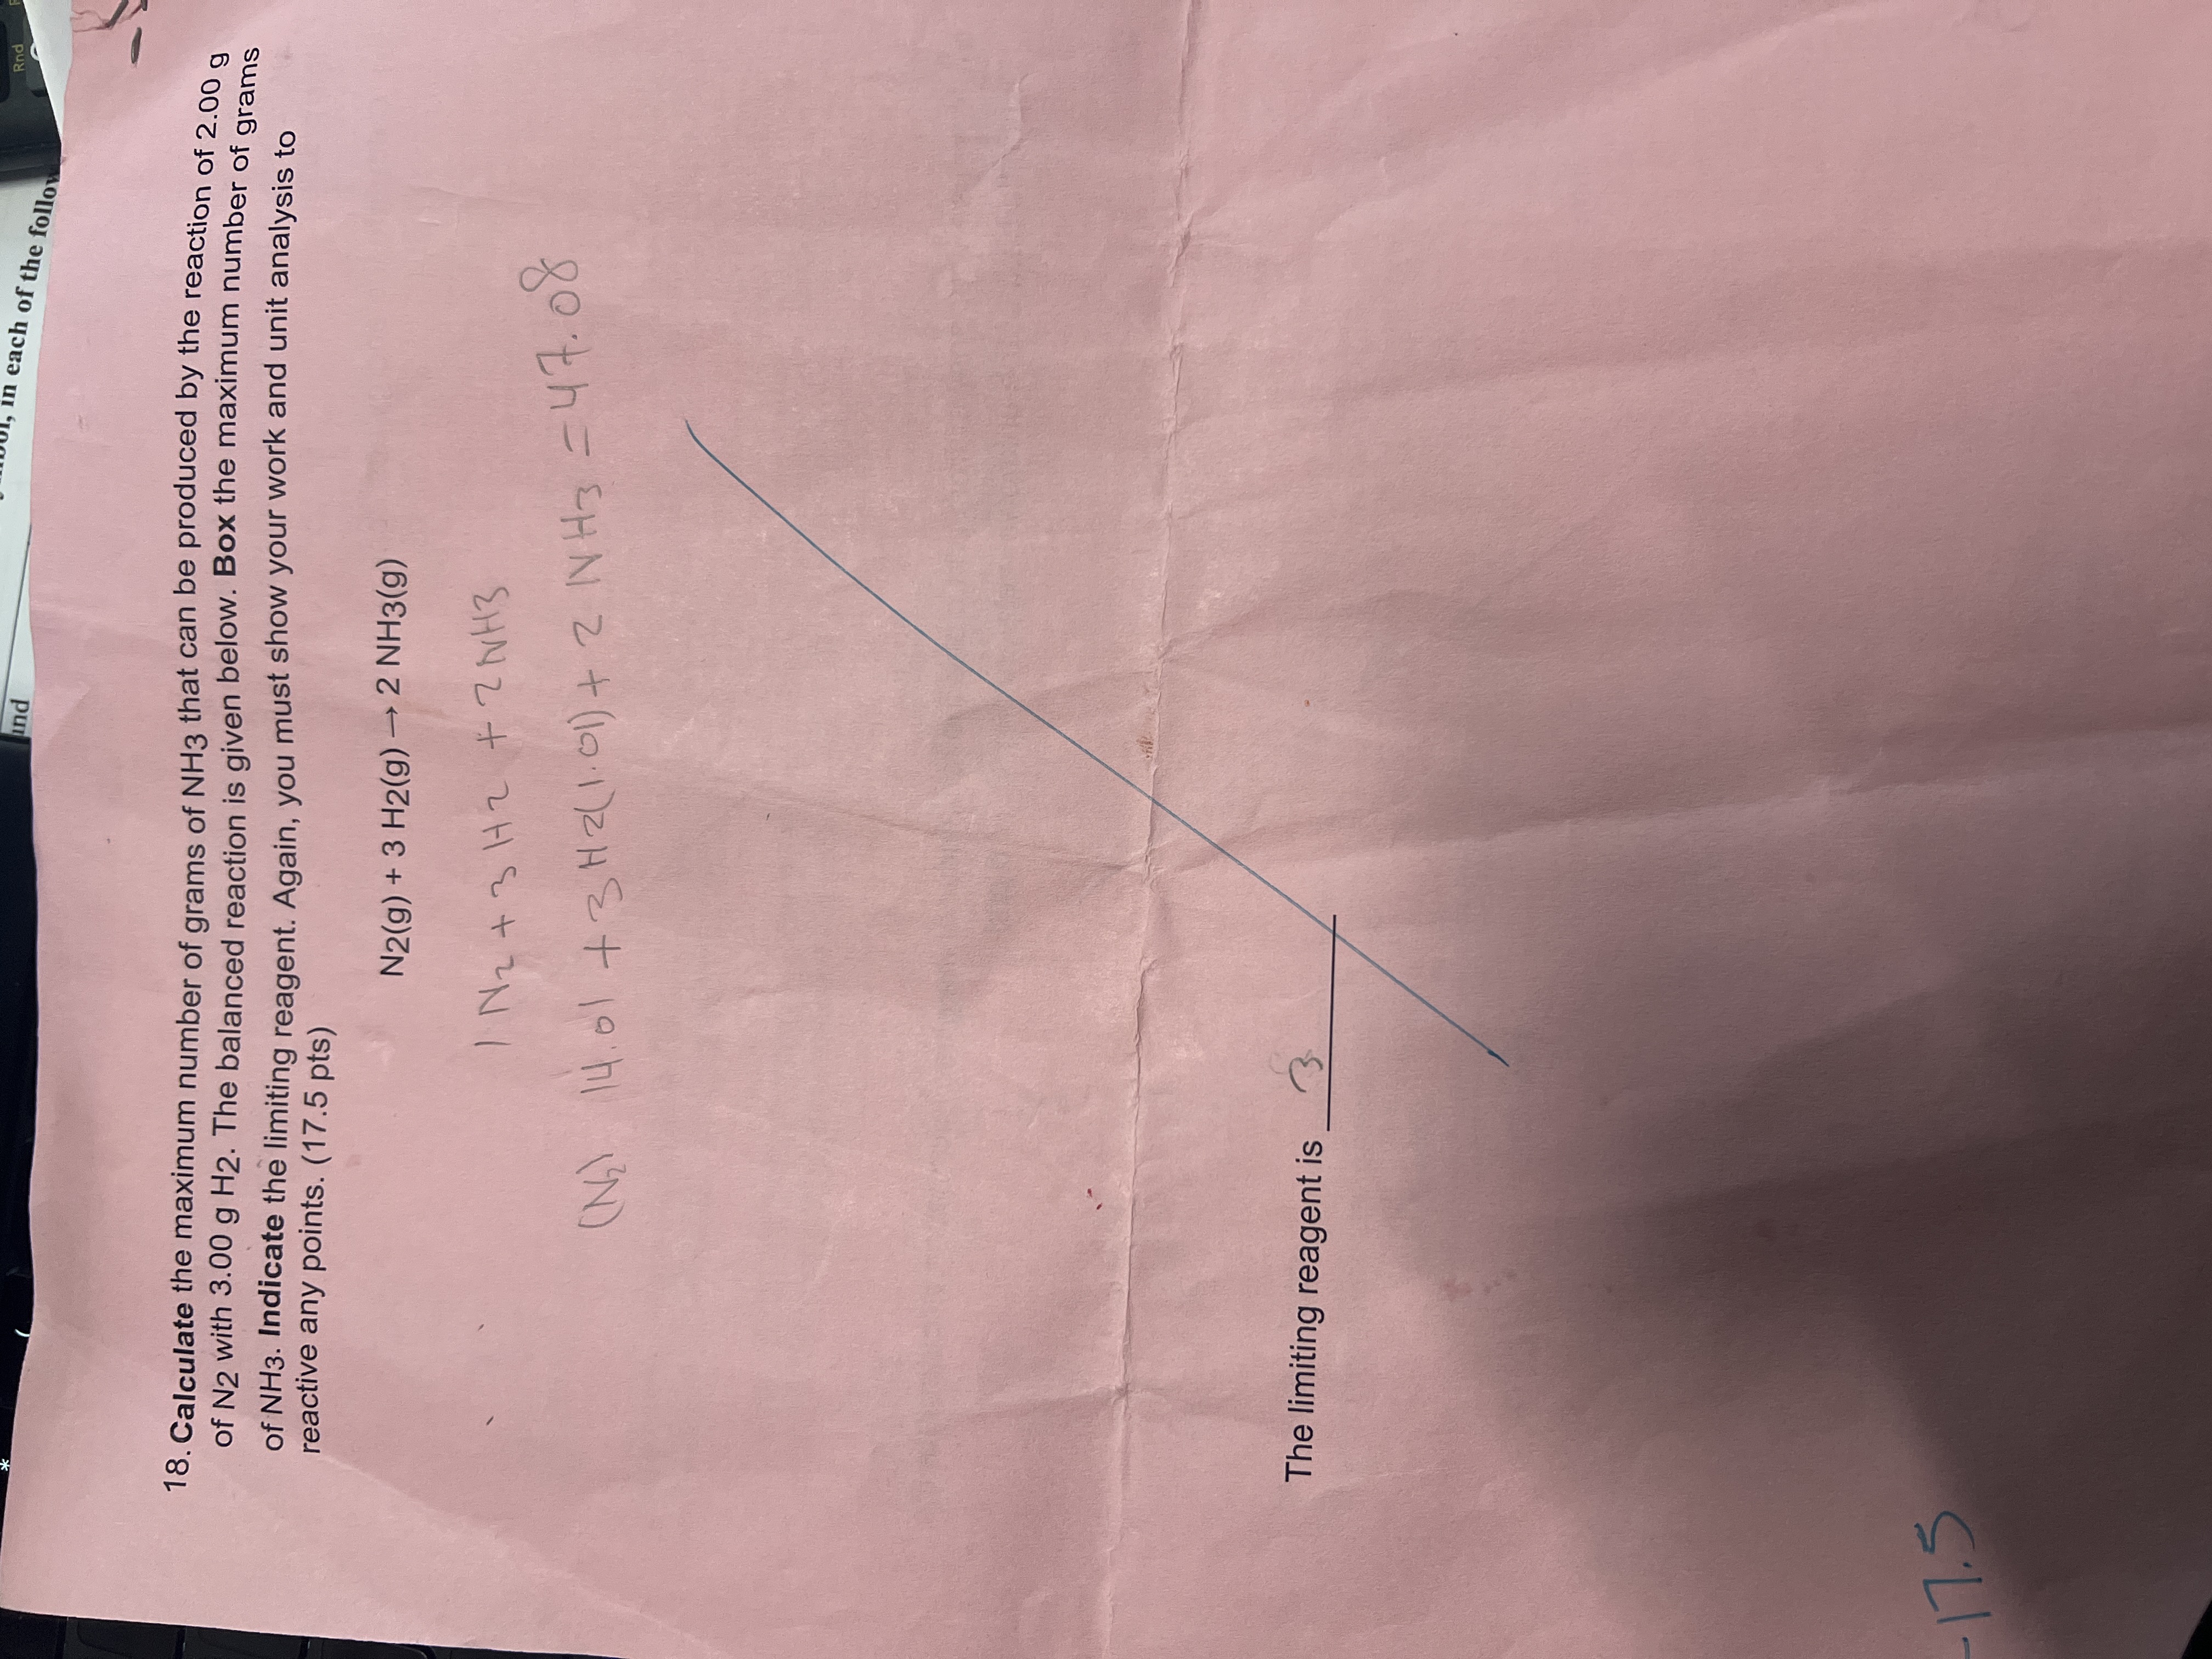 Rnd
in each of the follow
und
18. Calculate the maximum number of grams of NH3 that can be produced by the reaction of 2.00 g
of N2 with 3.00 g H2. The balanced reaction is given below. Box the maximum number of grams
of NH3. Indicate the limiting reagent. Again, you must show your work and unit analysis to
reactive any points. (17.5 pts)
N2(g) + 3 H2(g) → 2 NH3(g)
1 N2 + 3 H2 + 2 NH3
(N2) 14.01 + 3 H2(1.01) + 2 NH3 = 47.08
The limiting reagent is 3
-17.5